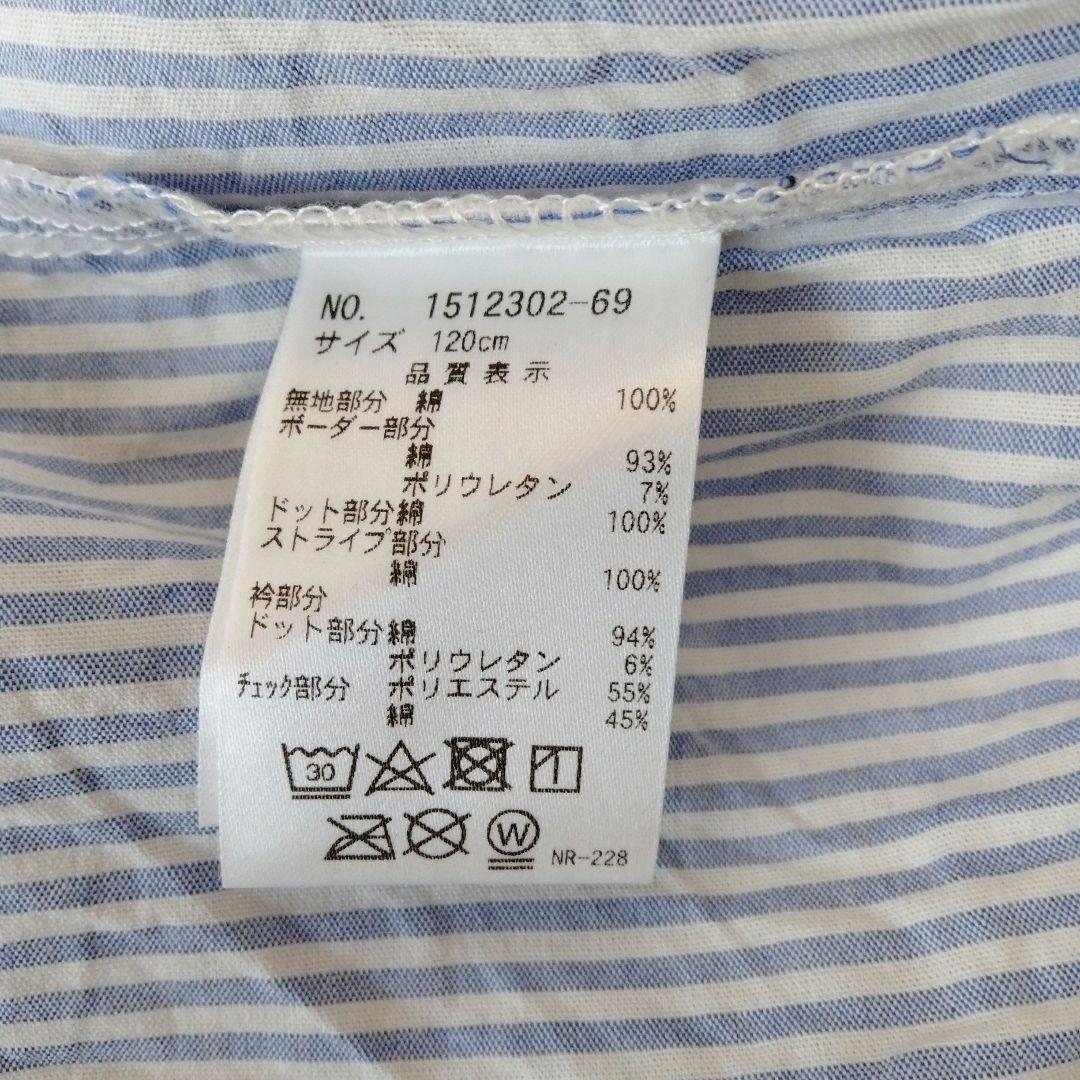 NO. 1512302-69
サイズ 120cm
品質表示
無地部分 綿 100%
ボーダー部分
綿 93%
ポリウレタン 7%
ドット部分綿 100%
ストライプ部分
綿 100%
衿部分
ドット部分綿 94%
ポリウレタン 6%
チェック部分 ポリエステル 55%
綿 45%
30
W NR-228